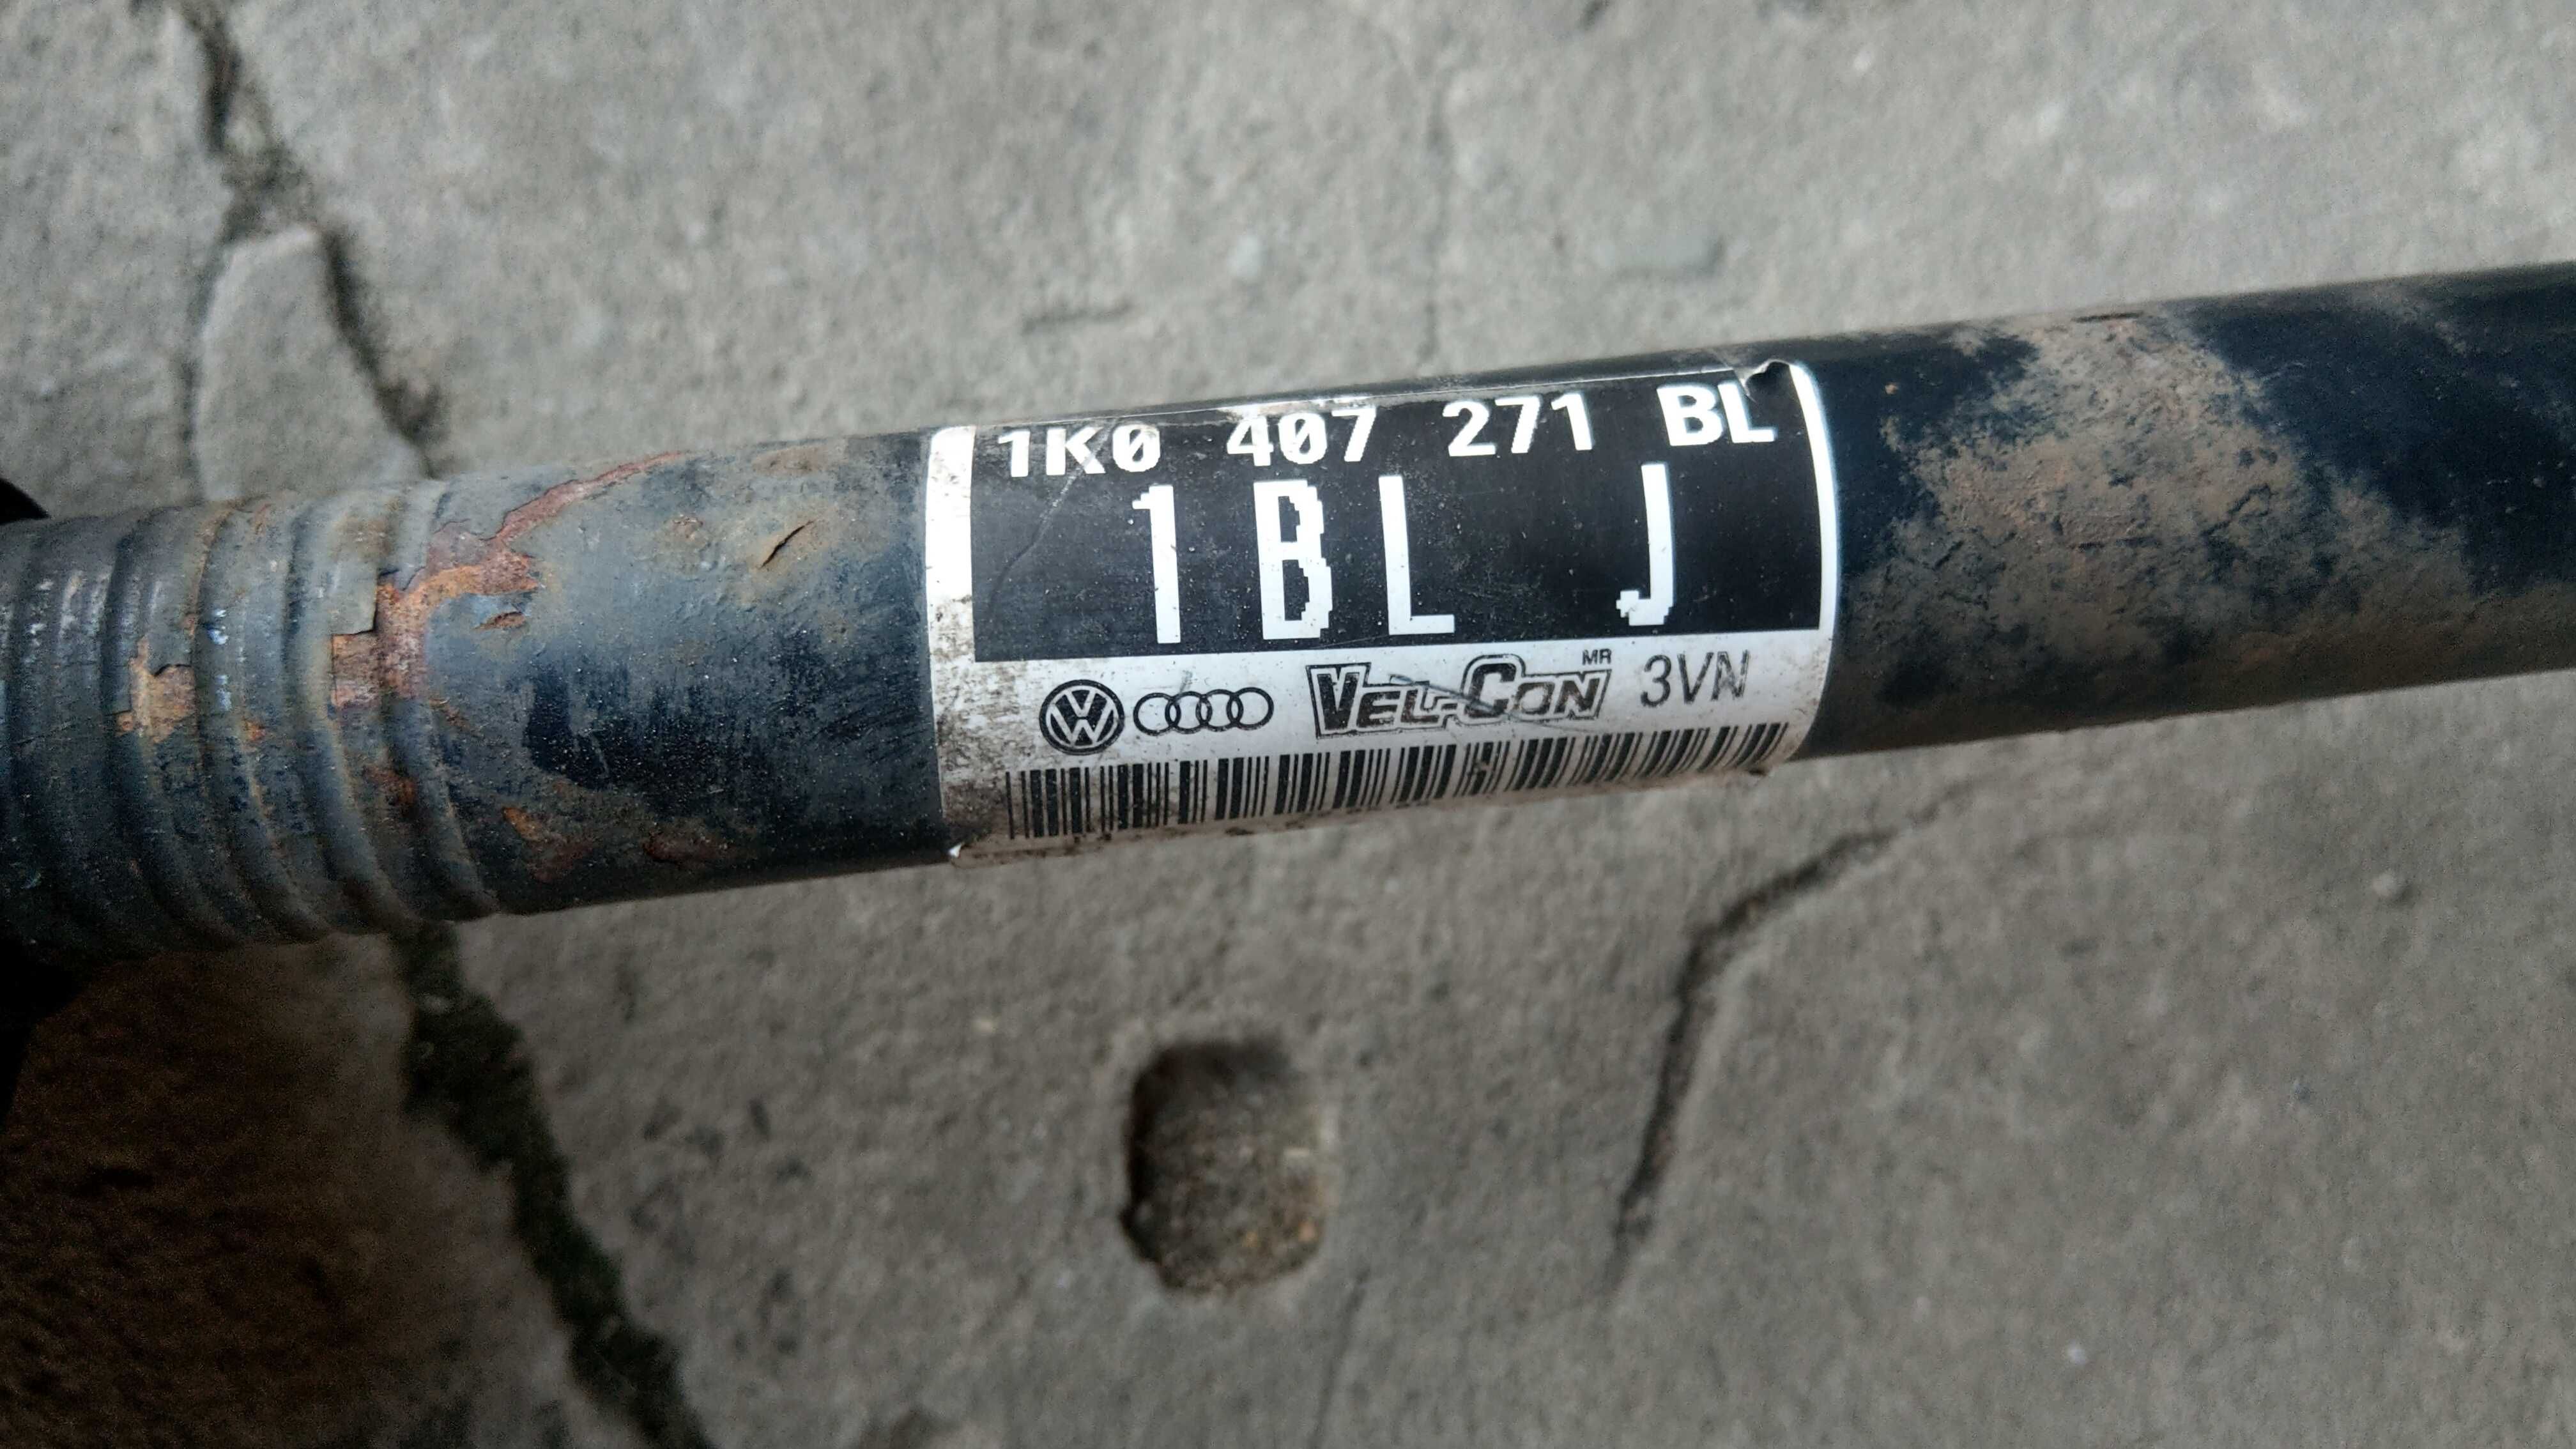 1K0 407 271 BL
1BL J
VEL-CON MR 3VN